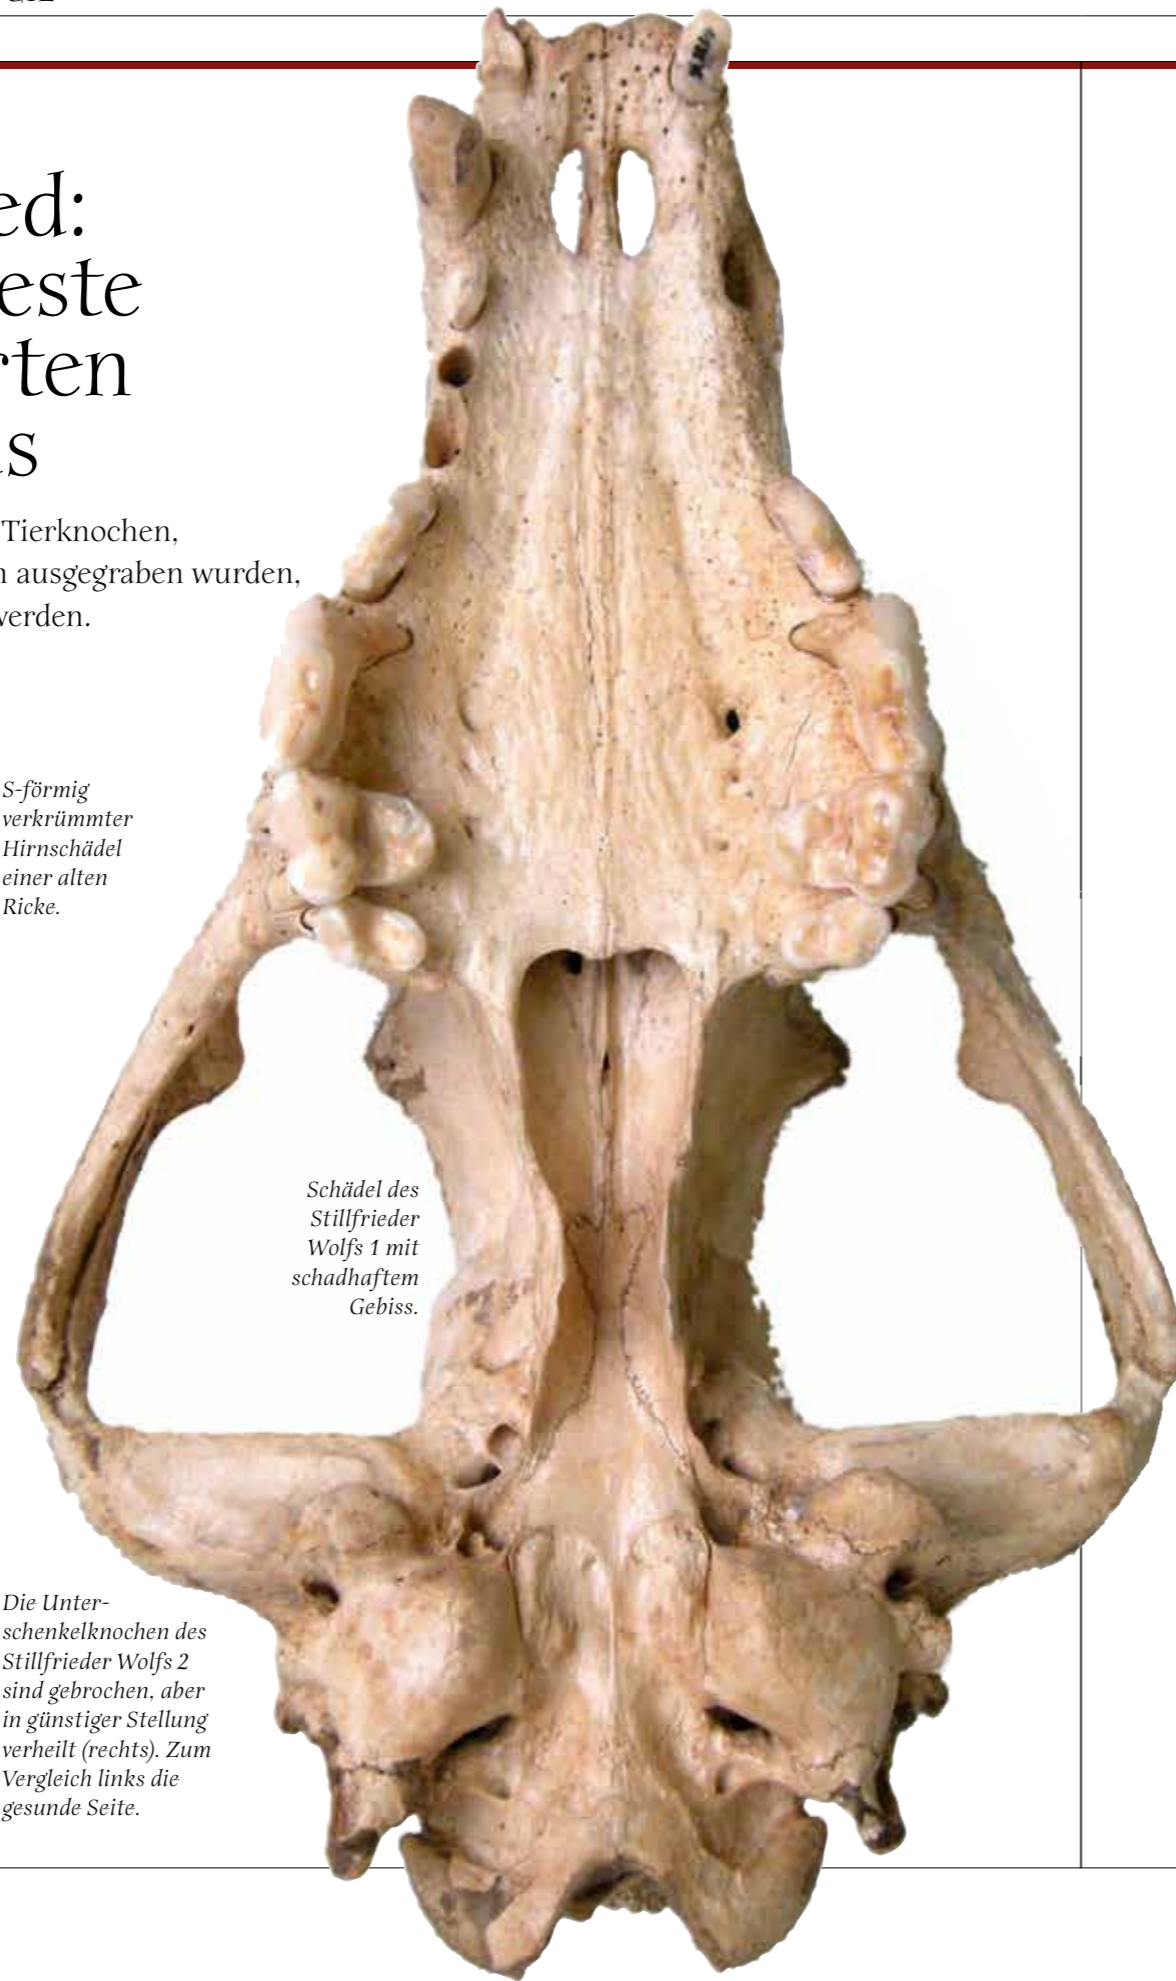 ed:
este
rten
s
Tierknochen,
ausgegraben wurden,
werden.
S-förmig
verkrümmter
Hirnschädel
einer alten
Ricke.
Schädel des
Stillfrieder
Wolfs 1 mit
schadhaftem
Gebiss.
Die Unter-
schenkelknochen des
Stillfrieder Wolfs 2
sind gebrochen, aber
in günstiger Stellung
verheilt (rechts). Zum
Vergleich links die
gesunde Seite.